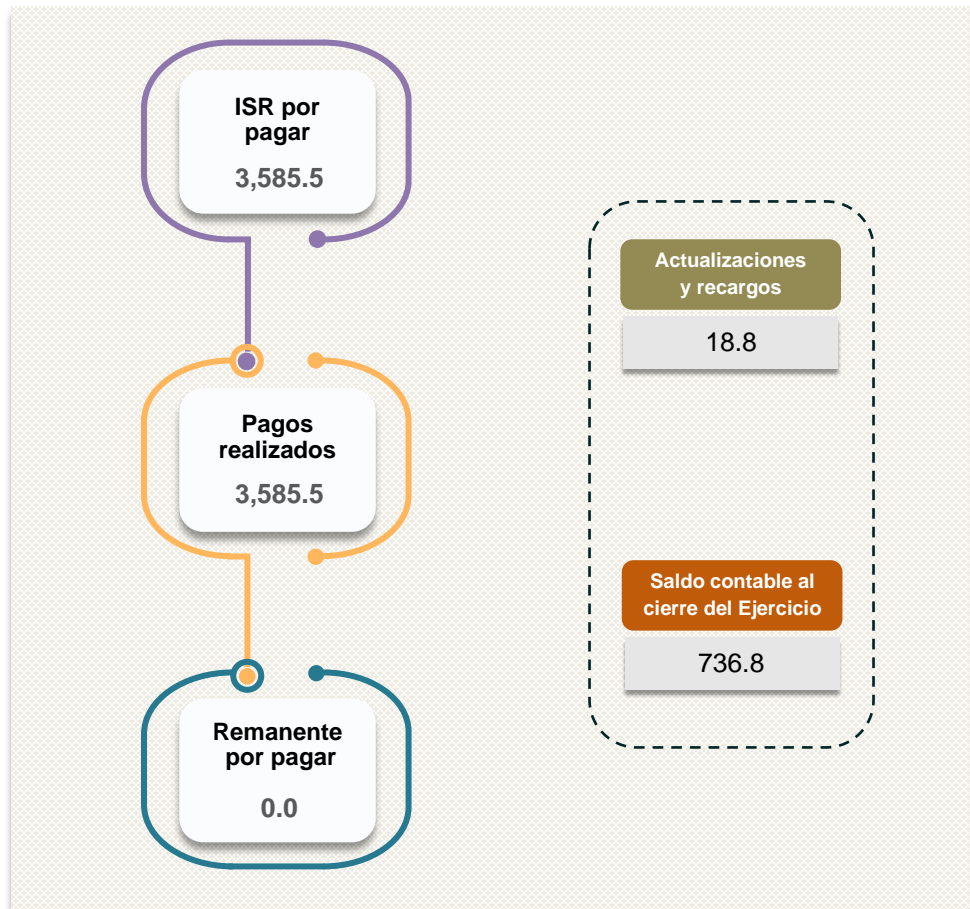 ISR por
pagar
3,585.5
Pagos
realizados
3,585.5
Remanente
por pagar
0.0
Actualizaciones
y recargos
18.8
Saldo contable al
cierre del Ejercicio
736.8